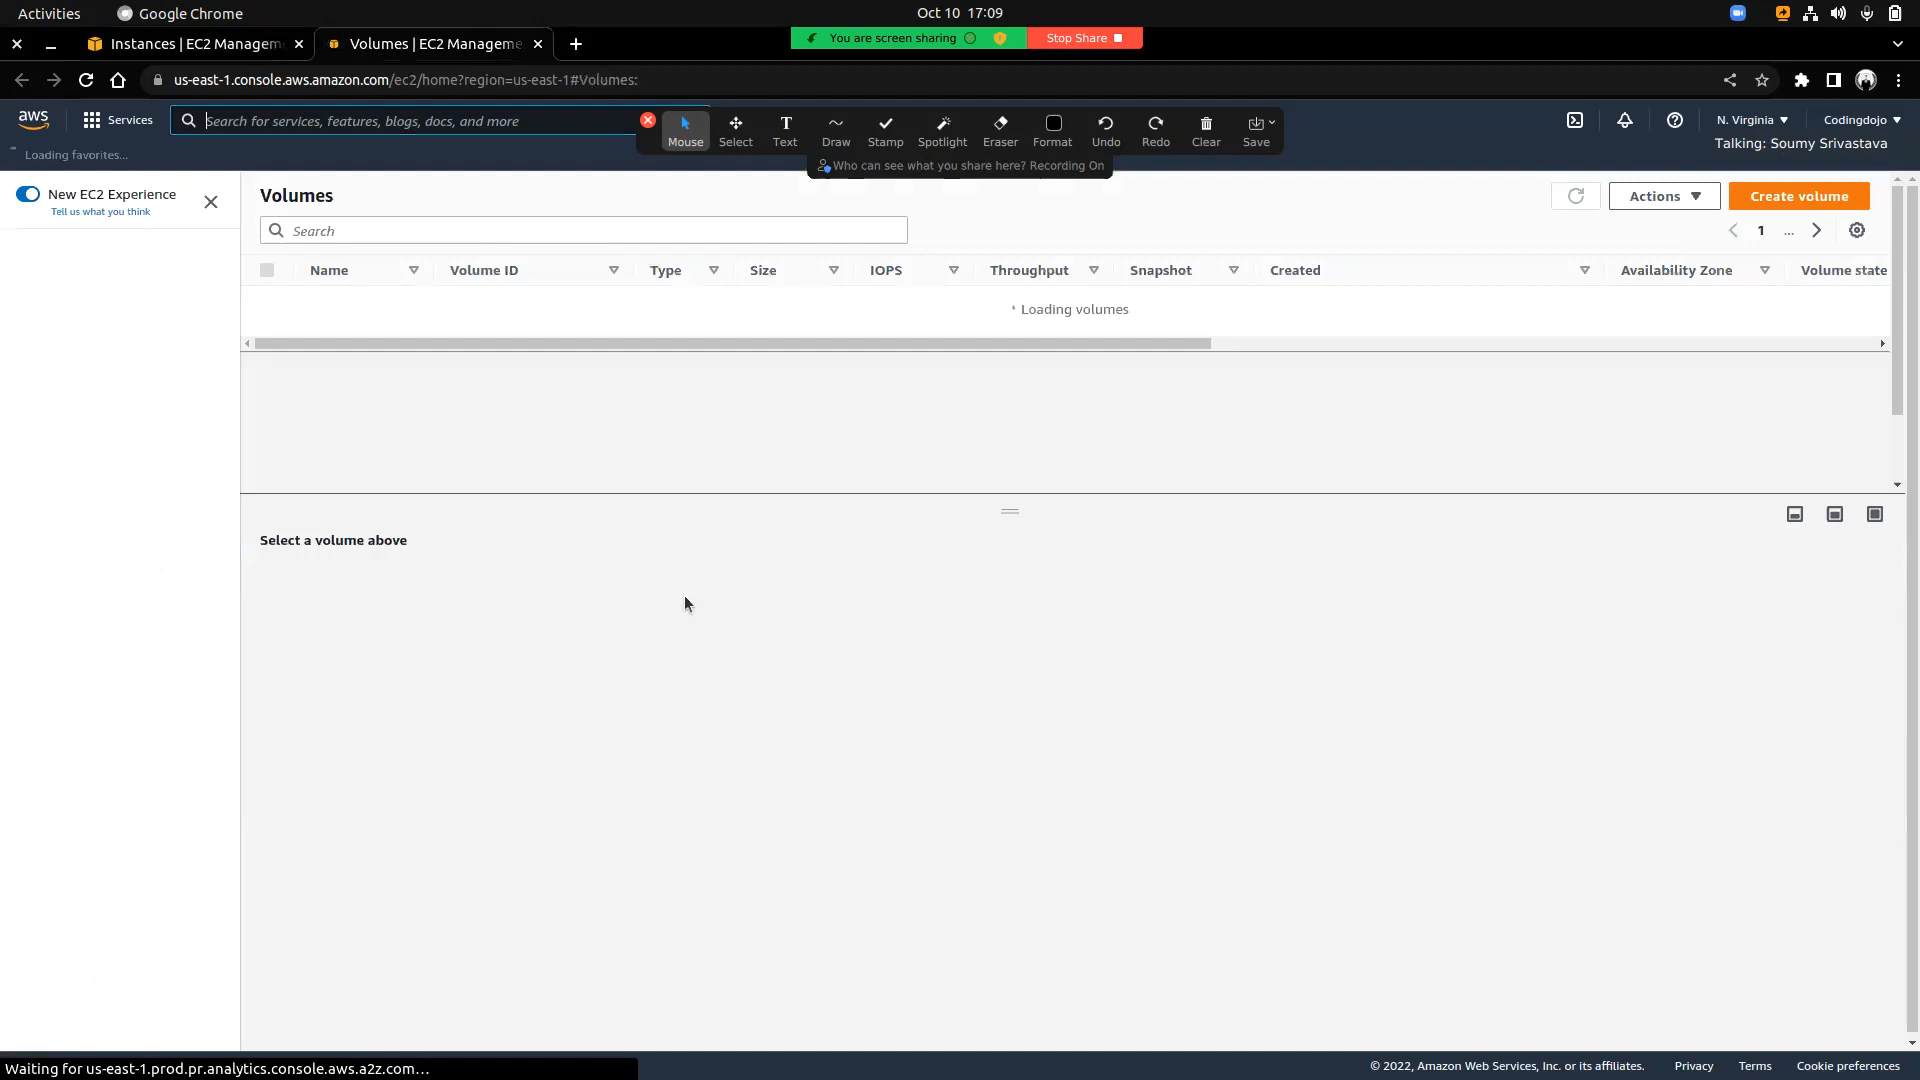 Activities
Google Chrome
Oct 10 17:09
Instances | EC2 Managem
Volumes | EC2 Manageme
You are screen sharing
Stop Share
us-east-1.console.aws.amazon.com/ec2/home?region=us-east-1#Volumes:
aws
Services
Search for services, features, blogs, docs, and more
Mouse
Select
Text
Draw
Stamp
Spotlight
Eraser
Format
Undo
Redo
Clear
Save
N. Virginia
Codingdojo
Talking: Soumy Srivastava
Loading favorites...
Who can see what you share here? Recording On
New EC2 Experience
Tell us what you think
Volumes
Actions
Create volume
Search
1
...
Name
Volume ID
Type
Size
IOPS
Throughput
Snapshot
Created
Availability Zone
Volume state
Loading volumes
Select a volume above
Waiting for us-east-1.prod.pr.analytics.console.aws.a2z.com...
© 2022, Amazon Web Services, Inc. or its affiliates.
Privacy
Terms
Cookie preferences